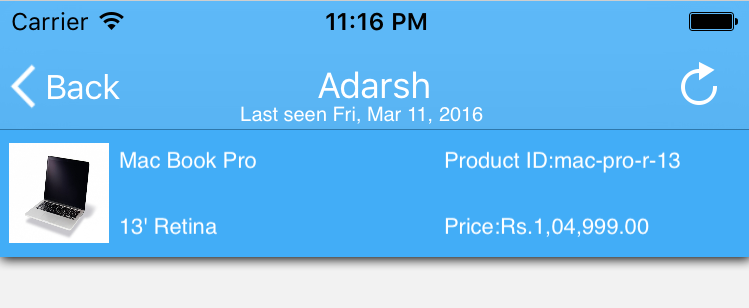 Carrier 11:16 PM
Back Adarsh
Last seen Fri, Mar 11, 2016
Mac Book Pro Product ID:mac-pro-r-13
13' Retina Price:Rs.1,04,999.00